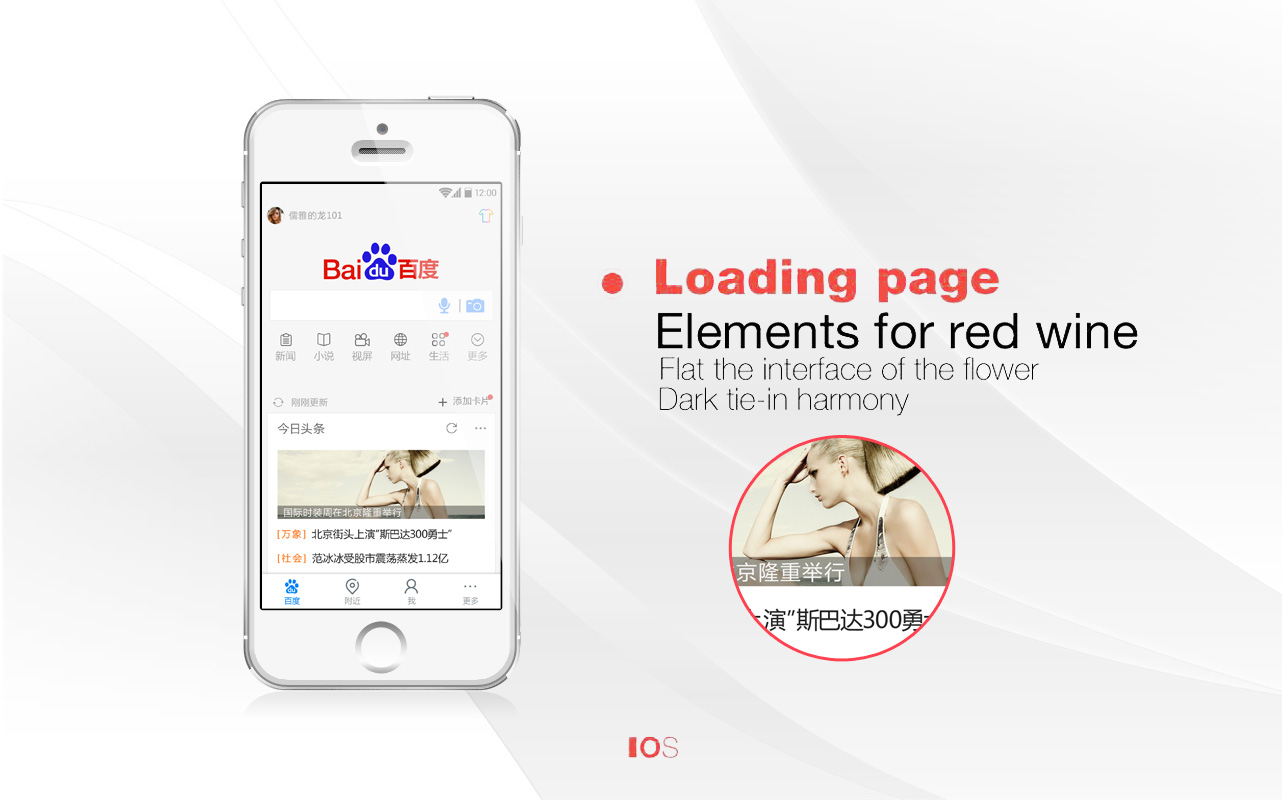 12:00
儒雅的龙101
Bai du 百度
新闻 小说 视屏 网址 生活 更多
刚刚更新 添加卡片
今日头条
国际时装周在北京隆重举行
[万象] 北京街头上演“斯巴达300勇士”
[社会] 范冰冰受股市震荡蒸发1.12亿
百度 附近 我 更多
Loading page
Elements for red wine
Flat the interface of the flower
Dark tie-in harmony
京隆重举行
上演”斯巴达300勇士
IOS